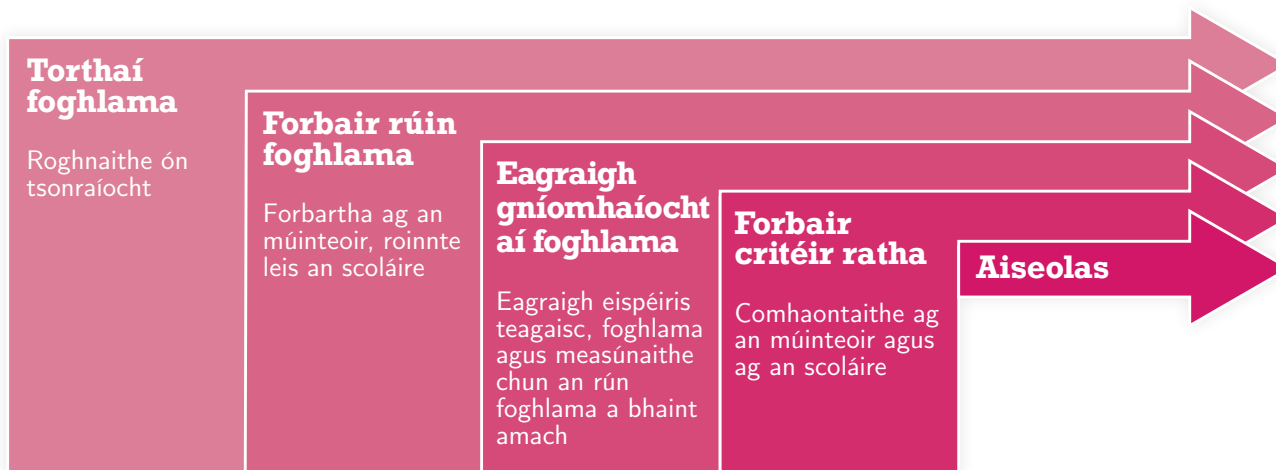 Torthaí
foghlama
Roghnaithe ón
tsonraíocht
Forbair rúin
foghlama
Forbartha ag an
múinteoir, roinnte
leis an scoláire
Eagraigh
gníomhaíocht
aí foghlama
Eagraigh eispéiris
teagaisc, foghlama
agus measúnaithe
chun an rún
foghlama a bhaint
amach
Forbair
critéir ratha
Comhaontaithe ag
an múinteoir agus
ag an scoláire
Aiseolas